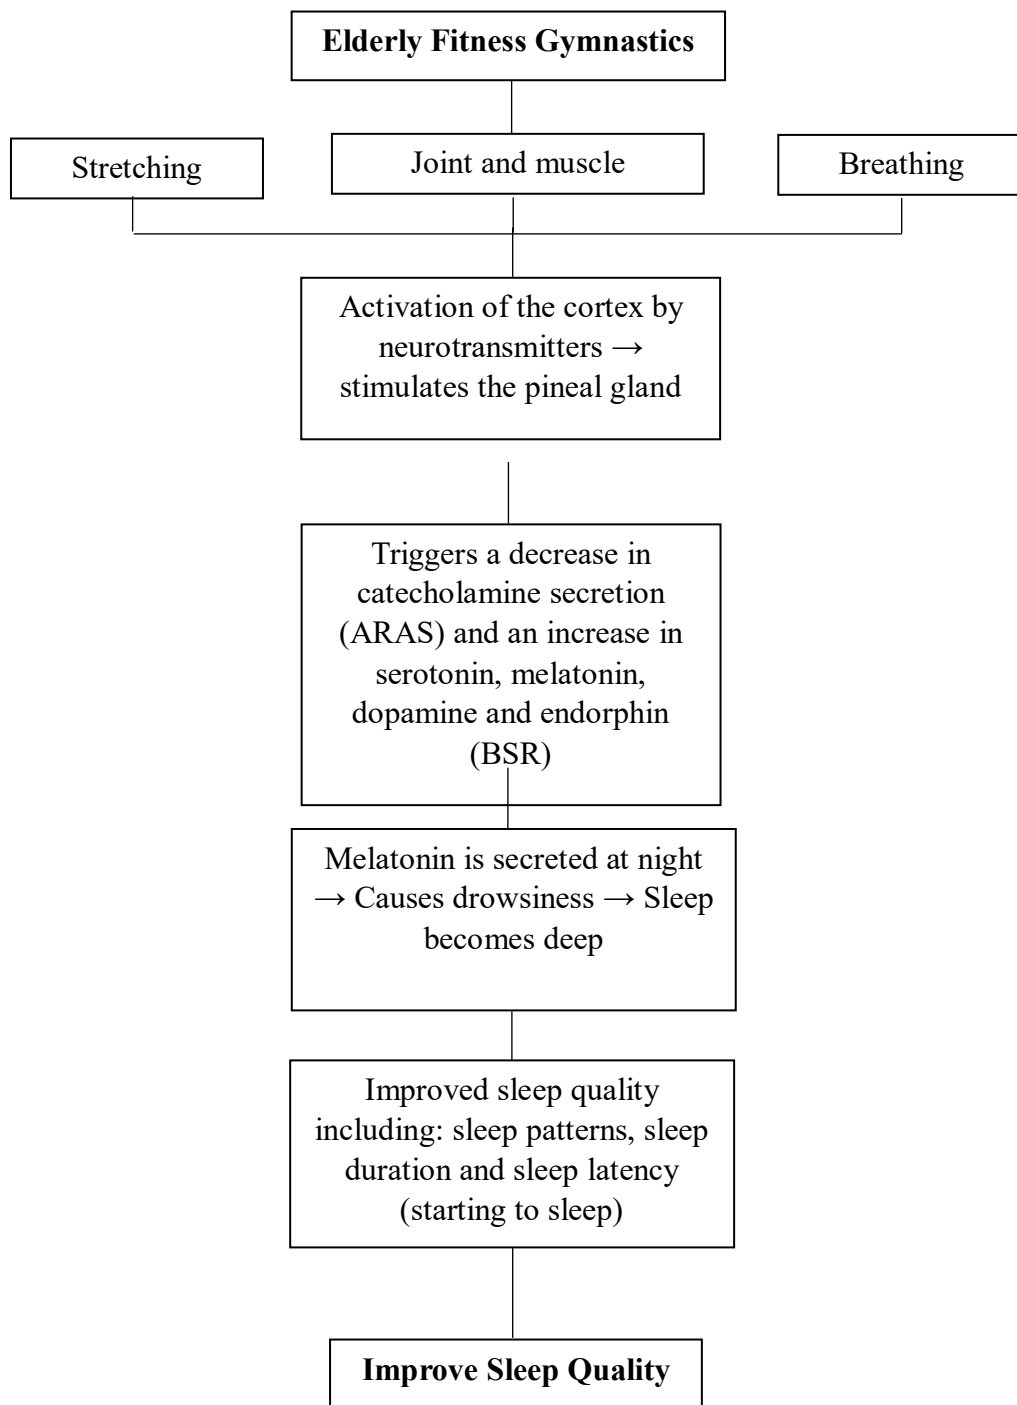 Elderly Fitness Gymnastics
Stretching
Joint and muscle
Breathing
Activation of the cortex by
neurotransmitters →
stimulates the pineal gland
Triggers a decrease in
catecholamine secretion
(ARAS) and an increase in
serotonin, melatonin,
dopamine and endorphin
(BSR)
Melatonin is secreted at night
→ Causes drowsiness → Sleep
becomes deep
Improved sleep quality
including: sleep patterns, sleep
duration and sleep latency
(starting to sleep)
Improve Sleep Quality